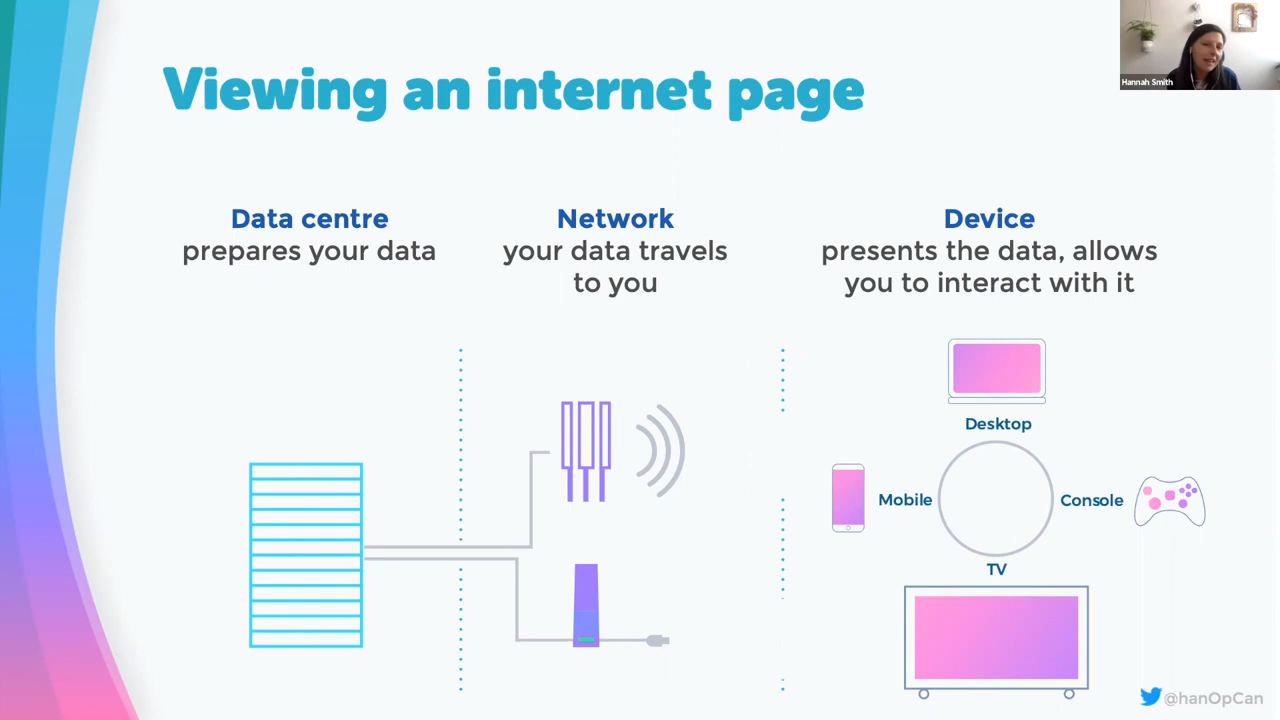 Viewing an internet page
Hannah Smith
Data centre
prepares your data
Network
your data travels
to you
Device
presents the data, allows
you to interact with it
Desktop
Mobile
Console
TV
@hanOpCan